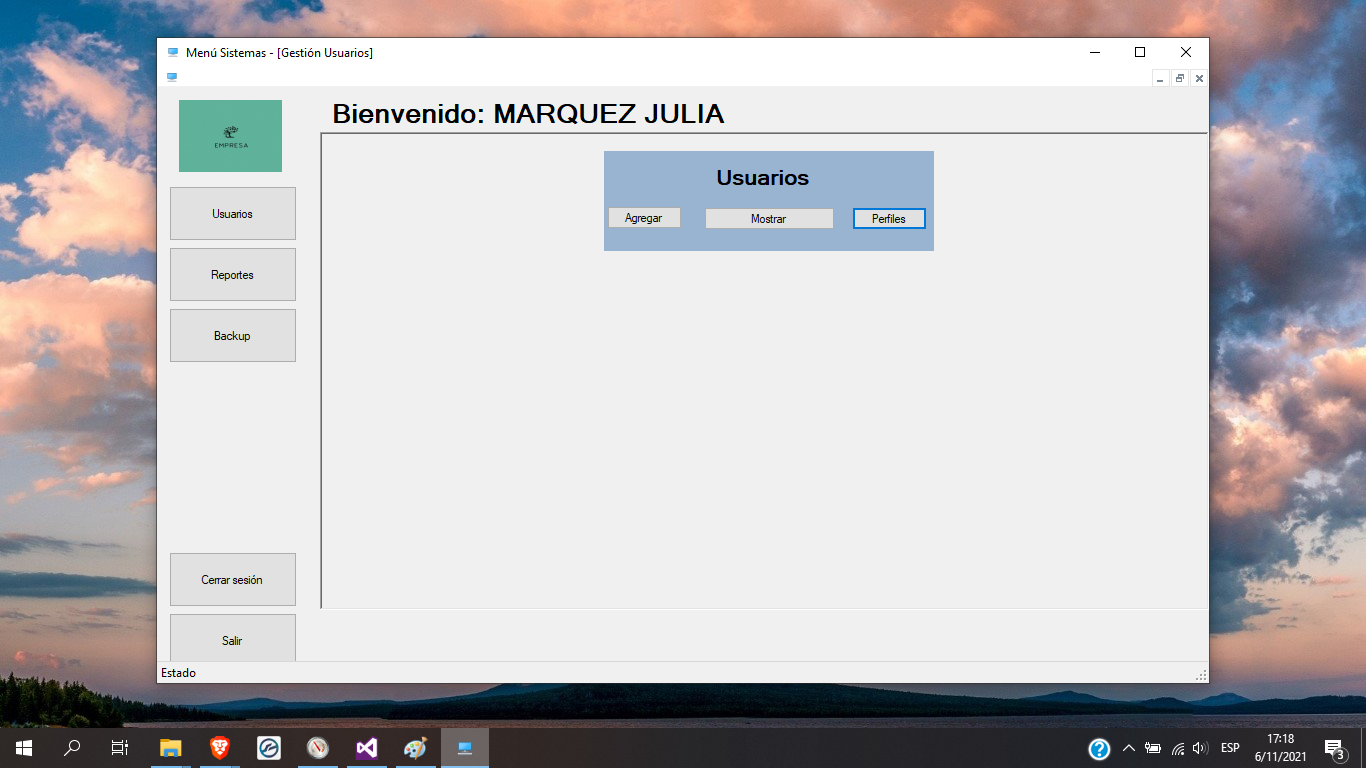 Menú Sistemas - [Gestión Usuarios]
EMPRESA
Bienvenido: MARQUEZ JULIA
Usuarios
Agregar
Mostrar
Perfiles
Usuarios
Reportes
Backup
Cerrar sesión
Salir
Estado
ESP
17:18
6/11/2021
3